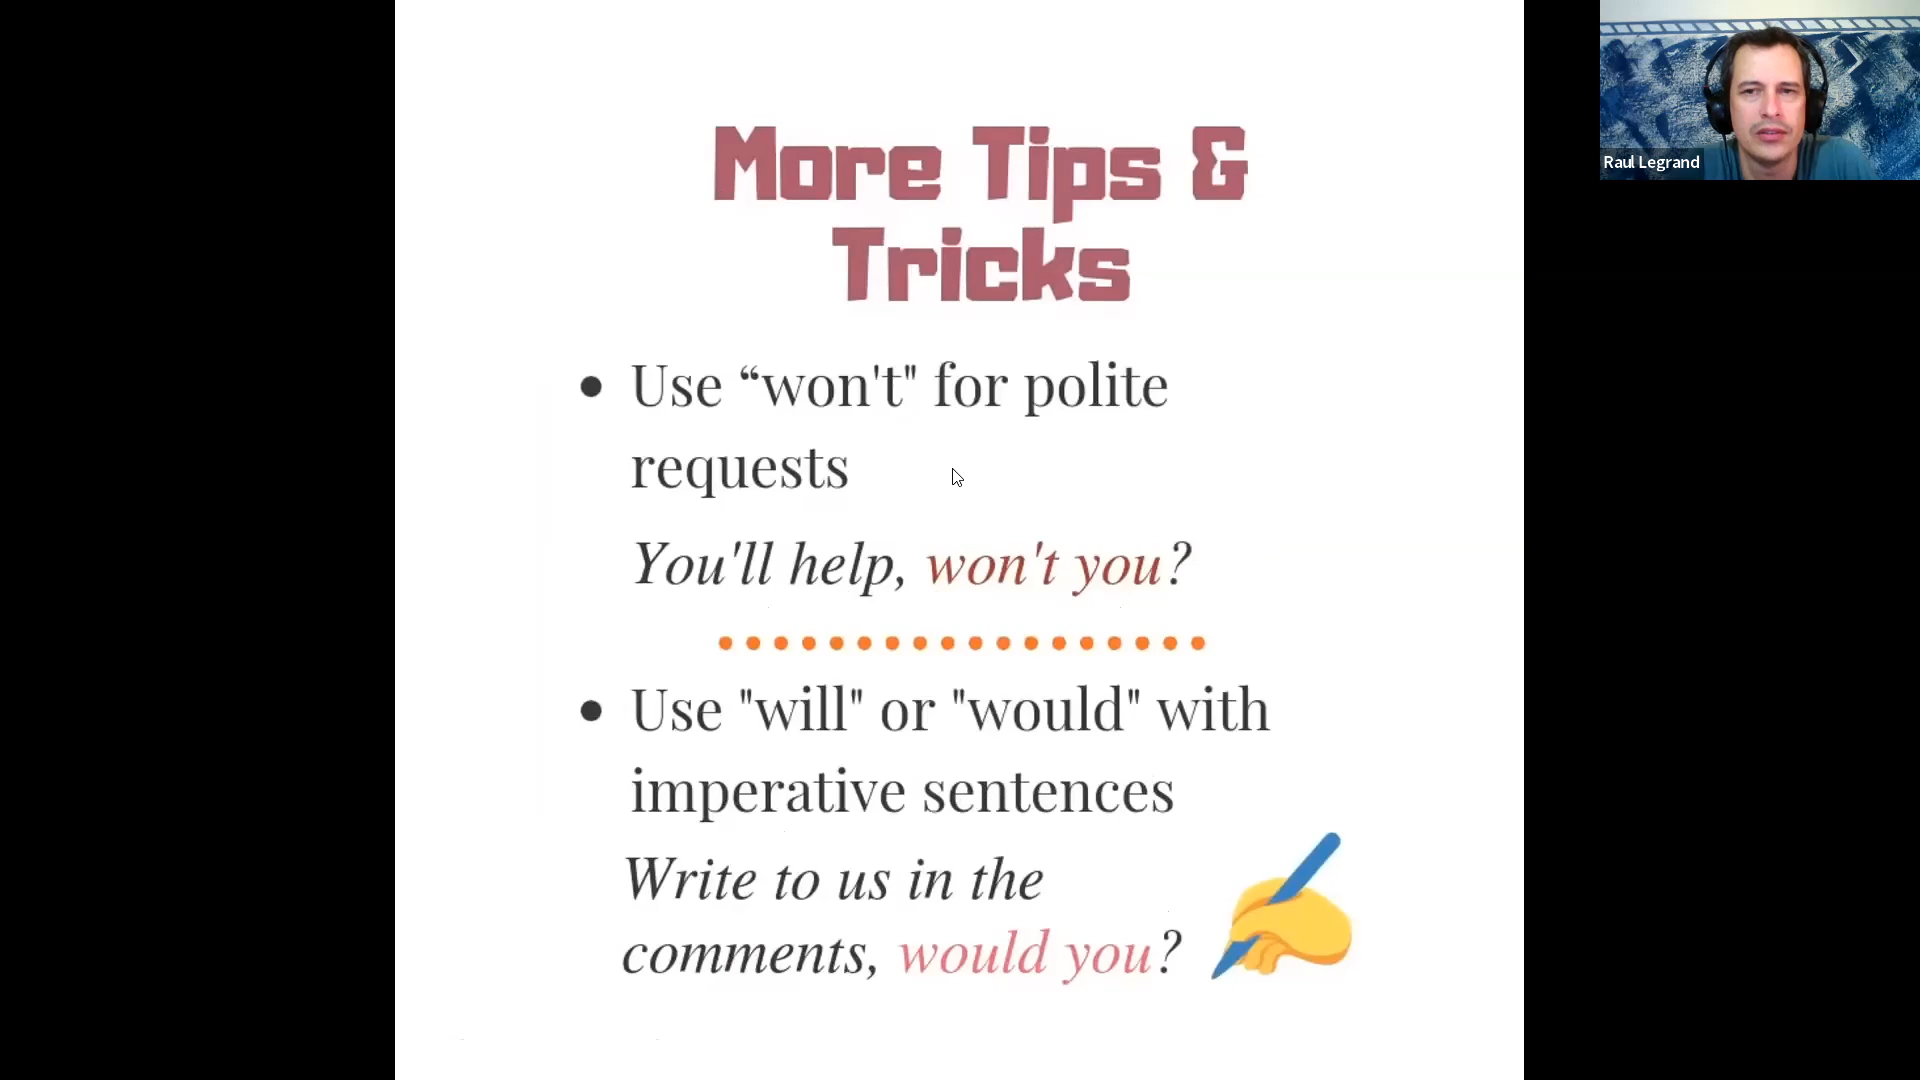 More Tips &
Tricks
• Use “won't" for polite
requests
You'll help, won't you?
• Use "will" or "would" with
imperative sentences
Write to us in the
comments, would you?
Raul Legrand